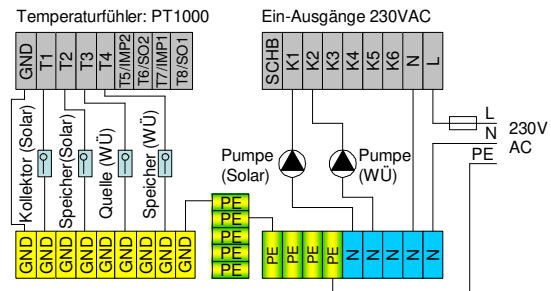 Temperaturfühler: PT1000
Ein-Ausgänge 230VAC
GND
T1
T2
T3
T4
T5/IMP2
T6/SO2
T7/IMP1
T8/SO1
SCHB
K1
K2
K3
K4
K5
K6
N
L
Kollektor (Solar)
Speicher(Solar)
Quelle (WÜ)
Speicher (WÜ)
Pumpe
(Solar)
Pumpe
(WÜ)
L
N
PE
230V
AC
PE
PE
PE
PE
PE
GND
GND
GND
GND
GND
GND
GND
GND
GND
PE
PE
PE
PE
N
N
N
N
N